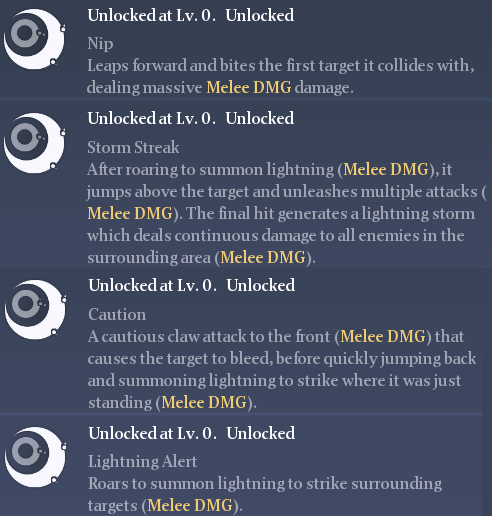 Unlocked at Lv. 0. Unlocked
Nip
Leaps forward and bites the first target it collides with,
dealing massive Melee DMG damage.
Unlocked at Lv. 0. Unlocked
Storm Streak
After roaring to summon lightning (Melee DMG), it
jumps above the target and unleashes multiple attacks (
Melee DMG). The final hit generates a lightning storm
which deals continuous damage to all enemies in the
surrounding area (Melee DMG).
Unlocked at Lv. 0. Unlocked
Caution
A cautious claw attack to the front (Melee DMG) that
causes the target to bleed, before quickly jumping back
and summoning lightning to strike where it was just
standing (Melee DMG).
Unlocked at Lv. 0. Unlocked
Lightning Alert
Roars to summon lightning to strike surrounding
targets (Melee DMG).